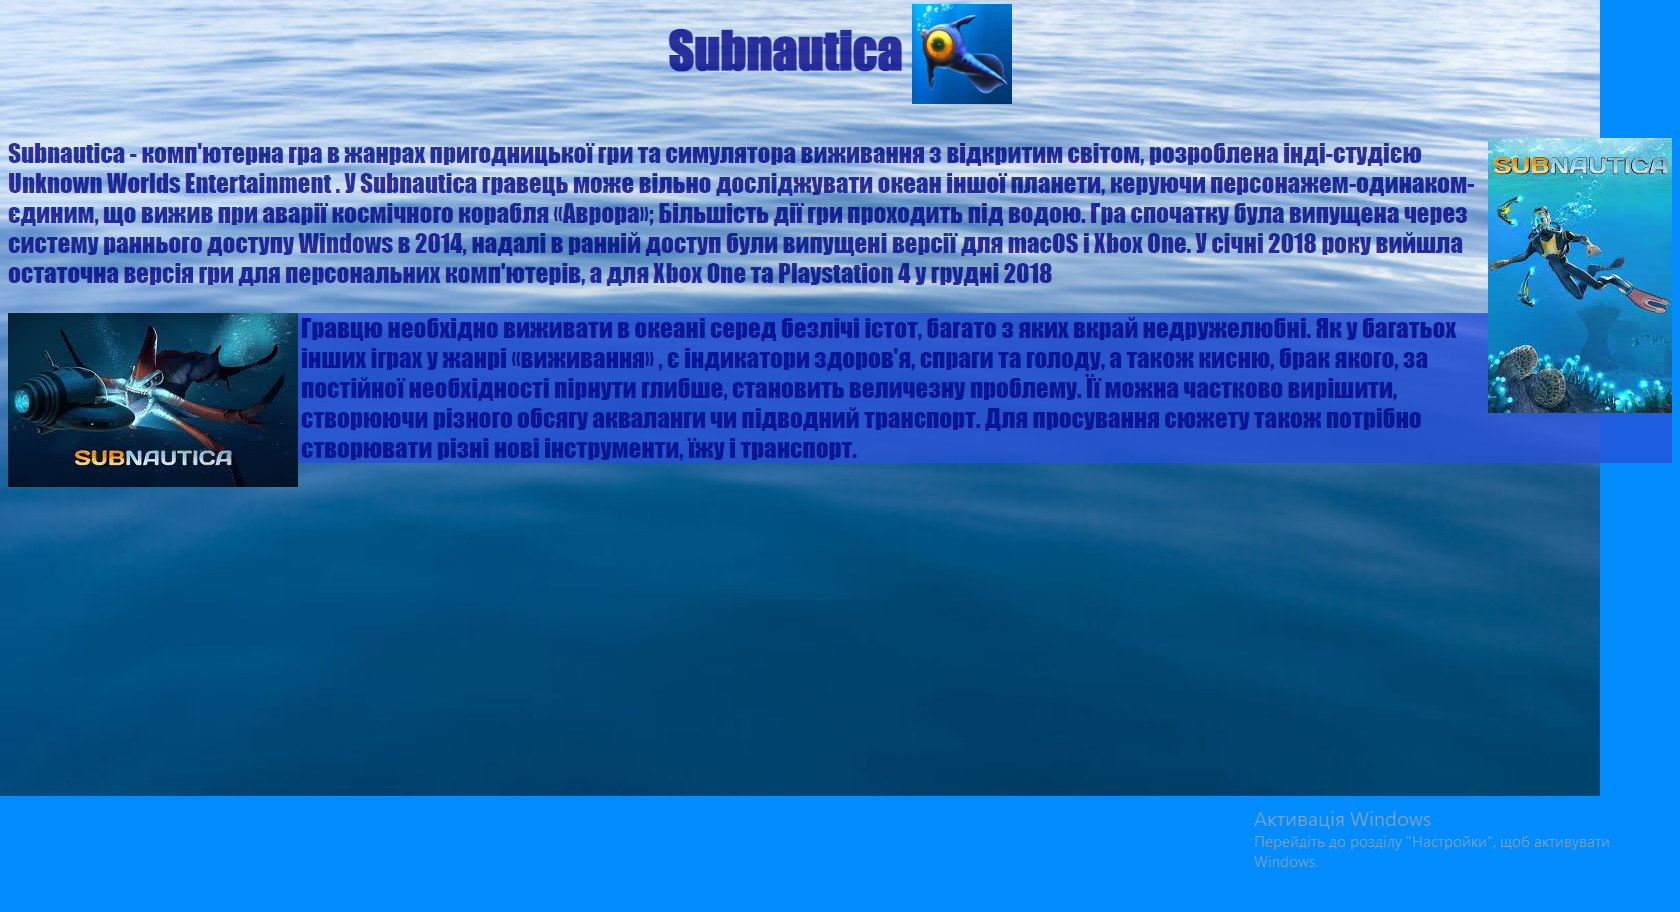 Subnautica
Subnautica - комп'ютерна гра в жанрах пригодницької гри та симулятора виживання з відкритим світом, розроблена інді-студією
Unknown Worlds Entertainment . У Subnautica гравець може вільно досліджувати океан іншої планети, керуючи персонажем-одинаком-
єдиним, що вижив при аварії космічного корабля «Аврора»; Більшість дії гри проходить під водою. Гра спочатку була випущена через
систему раннього доступу Windows в 2014, надалі в ранній доступ були випущені версії для macOS і Xbox One. У січні 2018 року вийшла
остаточна версія гри для персональних комп'ютерів, а для Xbox One та Playstation 4 у грудні 2018
SUBNAUTICA
Гравцю необхідно виживати в океані серед безлічі істот, багато з яких вкрай недружелюбні. Як у багатьох
інших іграх у жанрі «виживання» , є індикатори здоров'я, спраги та голоду, а також кисню, брак якого, за
постійної необхідності пірнути глибше, становить величезну проблему. Її можна частково вирішити,
створюючи різного обсягу акваланги чи підводний транспорт. Для просування сюжету також потрібно
створювати різні нові інструменти, їжу і транспорт.
SUBNAUTICA
Активація Windows
Перейдіть до розділу "Настройки", щоб активувати
Windows.